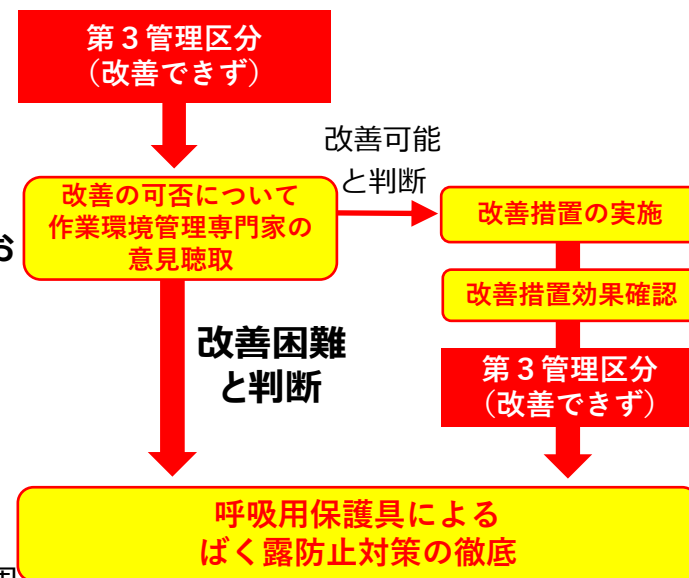 第３管理区分
（改善できず）
改善可能
と判断
改善の可否について
作業環境管理専門家の
意見聴取
お
改善措置の実施
改善措置効果確認
改善困難
と判断
第３管理区分
（改善できず）
呼吸用保護具による
ばく露防止対策の徹底